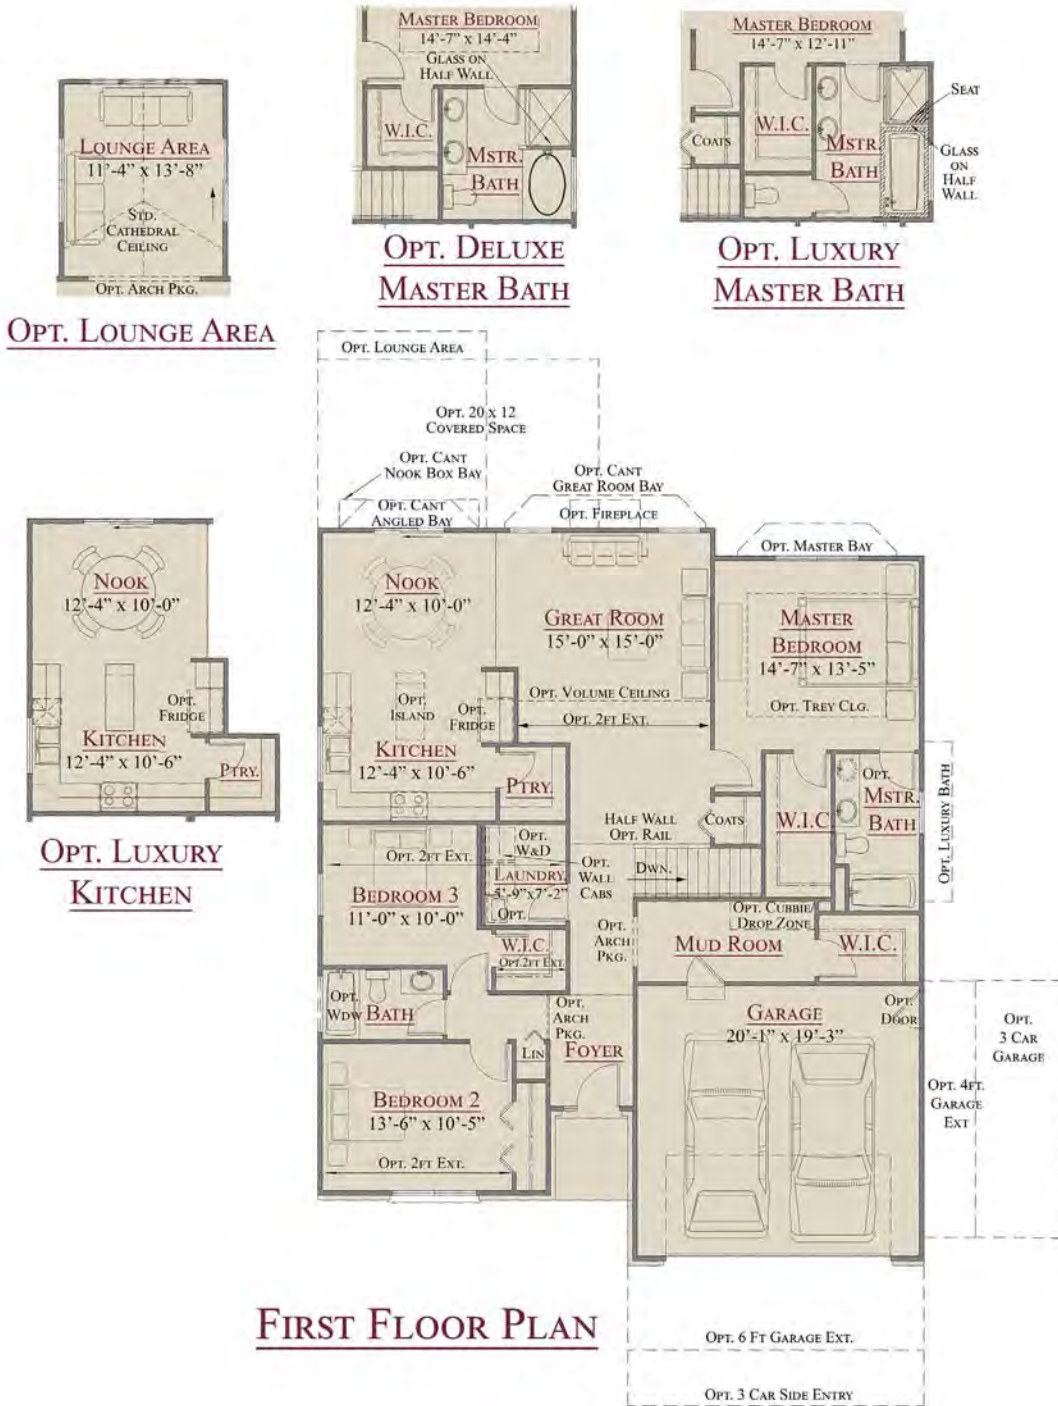 LOUNGE AREA
11'-4" x 13'-8"
STD.
CATHEDRAL
CEILING
OPT. ARCH PKG.
OPT. LOUNGE AREA
MASTER BEDROOM
14'-7" x 14'-4"
GLASS ON
HALF WALL
W.I.C.
MSTR.
BATH
OPT. DELUXE
MASTER BATH
MASTER BEDROOM
14'-7" x 12'-11"
SEAT
COATS
W.I.C.
MSTR.
BATH
GLASS
ON
HALF
WALL
OPT. LUXURY
MASTER BATH
NOOK
12'-4" x 10'-0"
OPT.
FRIDGE
KITCHEN
12'-4" x 10'-6"
PTRY.
OPT. LUXURY
KITCHEN
OPT. LOUNGE AREA
OPT. 20 x 12
COVERED SPACE
OPT. CANT
NOOK BOX BAY
OPT. CANT
ANGLED BAY
OPT. CANT
GREAT ROOM BAY
OPT. FIREPLACE
OPT. MASTER BAY
NOOK
12'-4" x 10'-0"
GREAT ROOM
15'-0" x 15'-0"
MASTER
BEDROOM
14'-7" x 13'-5"
OPT. TREY CLG.
OPT. VOLUME CEILING
OPT. 2FT EXT.
OPT.
ISLAND
OPT.
FRIDGE
KITCHEN
12'-4" x 10'-6"
PTRY.
HALF WALL
OPT. RAIL
COATS
W.I.C
OPT.
MSTR.
BATH
OPT. LUXURY BATH
OPT. 2FT EXT.
BEDROOM 3
11'-0" x 10'-0"
OPT.
W&D
LAUNDRY
5'-9"x7'-2"
OPT.
OPT.
WALL
CABS
DWN.
W.I.C.
OPT.2FT EXT.
OPT.
ARCH
PKG.
OPT. CUBBIE/
DROP ZONE
MUD ROOM
W.I.C.
OPT.
WDW
BATH
OPT.
ARCH
PKG.
LIN
FOYER
GARAGE
20'-1" x 19'-3"
OPT.
DOOR
OPT.
3 CAR
GARAGE
OPT. 4FT.
GARAGE
EXT
BEDROOM 2
13'-6" x 10'-5"
OPT. 2FT EXT.
FIRST FLOOR PLAN
OPT. 6 FT GARAGE EXT.
OPT. 3 CAR SIDE ENTRY